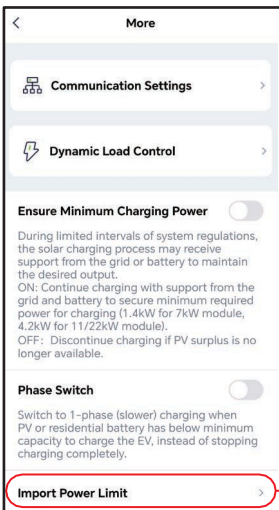 More
Communication Settings
Dynamic Load Control
Ensure Minimum Charging Power
During limited intervals of system regulations,
the solar charging process may receive
support from the grid or battery to maintain
the desired output.
ON: Continue charging with support from the
grid and battery to secure minimum required
power for charging (1.4kW for 7kW module,
4.2kW for 11/22kW module).
OFF: Discontinue charging if PV surplus is no
longer available.
Phase Switch
Switch to 1-phase (slower) charging when
PV or residential battery has below minimum
capacity to charge the EV, instead of stopping
charging completely.
Import Power Limit